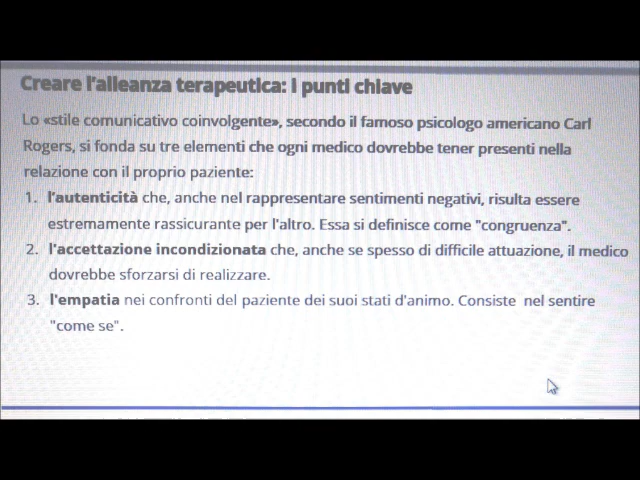 Creare l'alleanza terapeutica: i punti chiave
Lo «stile comunicativo coinvolgente», secondo il famoso psicologo americano Carl
Rogers, si fonda su tre elementi che ogni medico dovrebbe tener presenti nella
relazione con il proprio paziente:
1. l'autenticità che, anche nel rappresentare sentimenti negativi, risulta essere
estremamente rassicurante per l'altro. Essa si definisce come "congruenza".
2. l'accettazione incondizionata che, anche se spesso di difficile attuazione, il medico
dovrebbe sforzarsi di realizzare.
3. l'empatia nei confronti del paziente dei suoi stati d'animo. Consiste nel sentire
"come se".